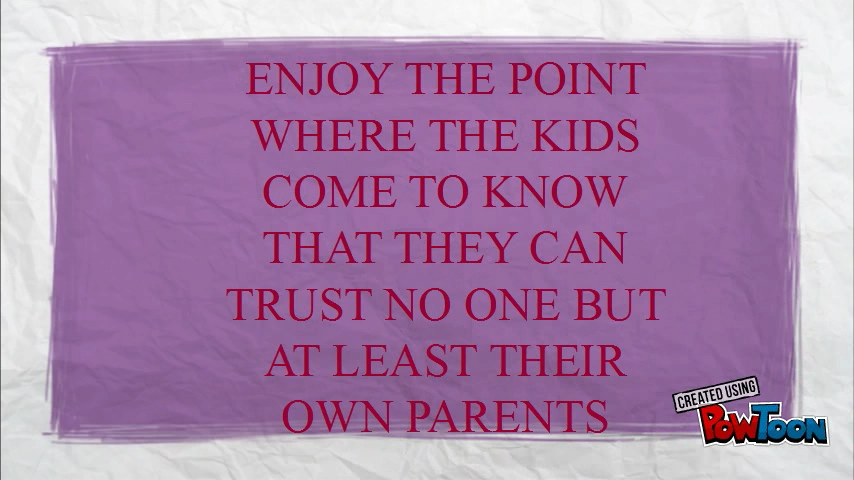 ENJOY THE POINT
WHERE THE KIDS
COME TO KNOW
THAT THEY CAN
TRUST NO ONE BUT
AT LEAST THEIR
OWN PARENTS
CREATED USING
POWTOON